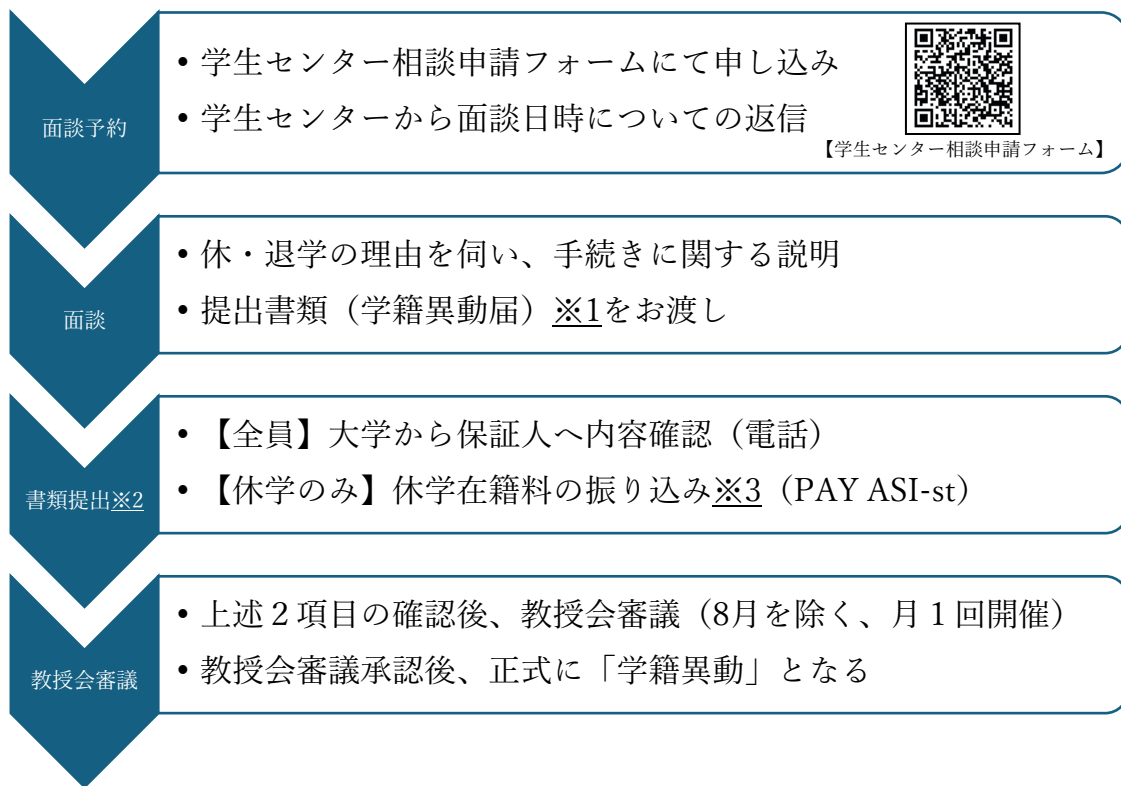 面談予約
• 学生センター相談申請フォームにて申し込み
• 学生センターから面談日時についての返信
【学生センター相談申請フォーム】
面談
• 休・退学の理由を伺い、手続きに関する説明
• 提出書類（学籍異動届）※1をお渡し
書類提出※2
• 【全員】大学から保証人へ内容確認（電話）
• 【休学のみ】休学在籍料の振り込み※3（PAY ASI-st）
教授会審議
• 上述２項目の確認後、教授会審議（8月を除く、月１回開催）
• 教授会審議承認後、正式に「学籍異動」となる